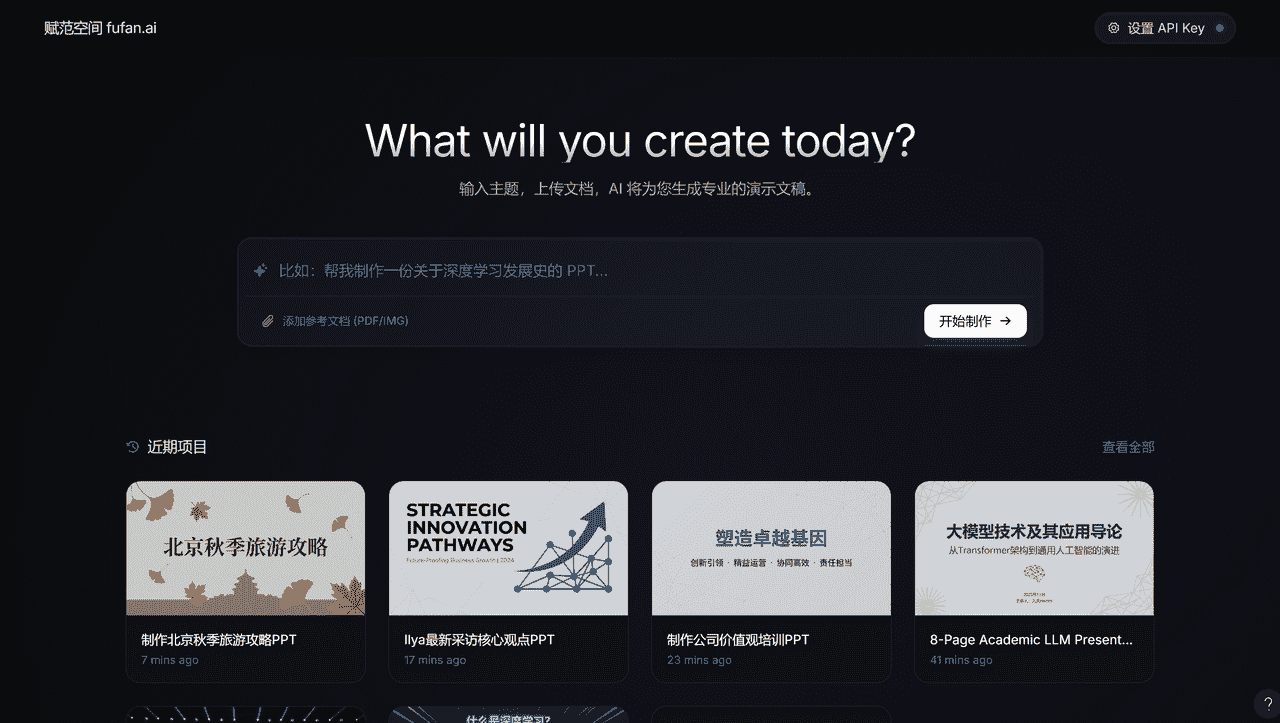 赋范空间 fufan.ai
设置 API Key
What will you create today?
输入主题，上传文档，AI 将为您生成专业的演示文稿。
比如：帮我制作一份关于深度学习发展史的 PPT...
添加参考文档 (PDF/IMG)
开始制作 →
近期项目
查看全部
北京秋季旅游攻略
制作北京秋季旅游攻略PPT
7 mins ago
STRATEGIC
INNOVATION
PATHWAYS
Future-Proofing Business Growth | 2024
Ilya最新采访核心观点PPT
17 mins ago
塑造卓越基因
创新引领 · 精益运营 · 协同高效 · 责任担当
制作公司价值观培训PPT
23 mins ago
大模型技术及其应用导论
从Transformer架构到通用人工智能的演进
8-Page Academic LLM Present...
41 mins ago
什么是深度学习?
?